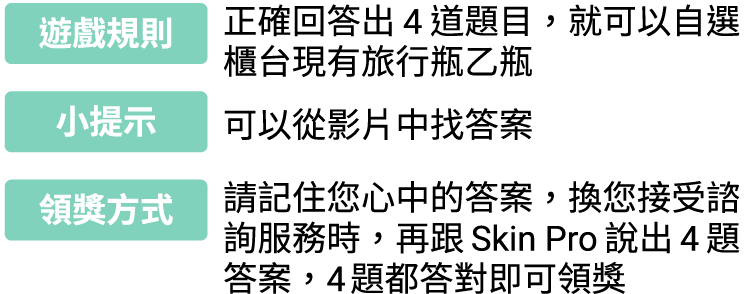 遊戲規則
正確回答出 4 道題目，就可以自選
櫃台現有旅行瓶乙瓶
小提示
可以從影片中找答案
領獎方式
請記住您心中的答案，換您接受諮
詢服務時，再跟 Skin Pro 說出 4 題
答案，4 題都答對即可領獎